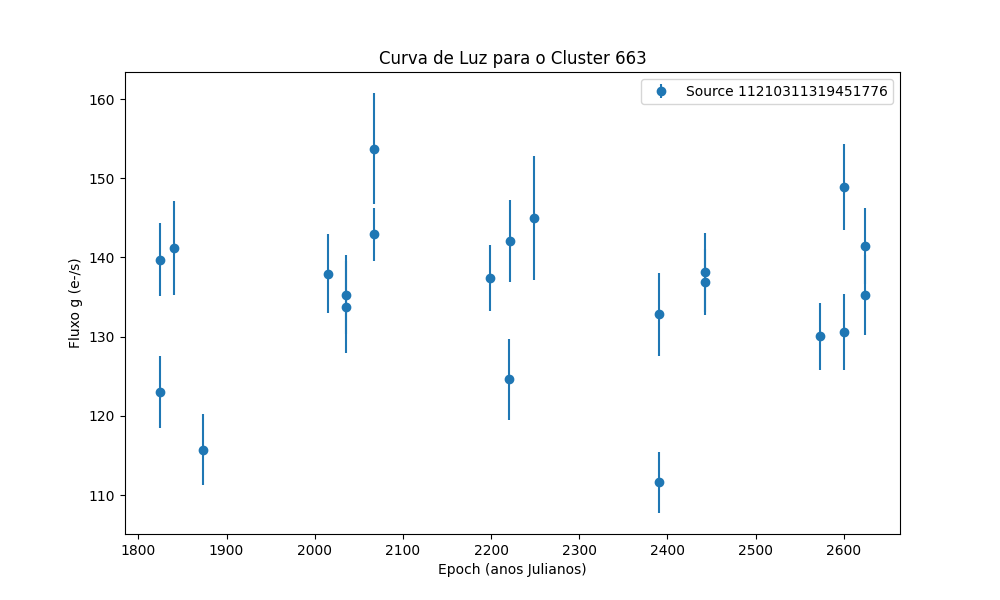 Curva de Luz para o Cluster 663
Source 11210311319451776
Fluxo g (e-/s)
160
150
140
130
120
110
1800 1900 2000 2100 2200 2300 2400 2500 2600
Epoch (anos Julianos)